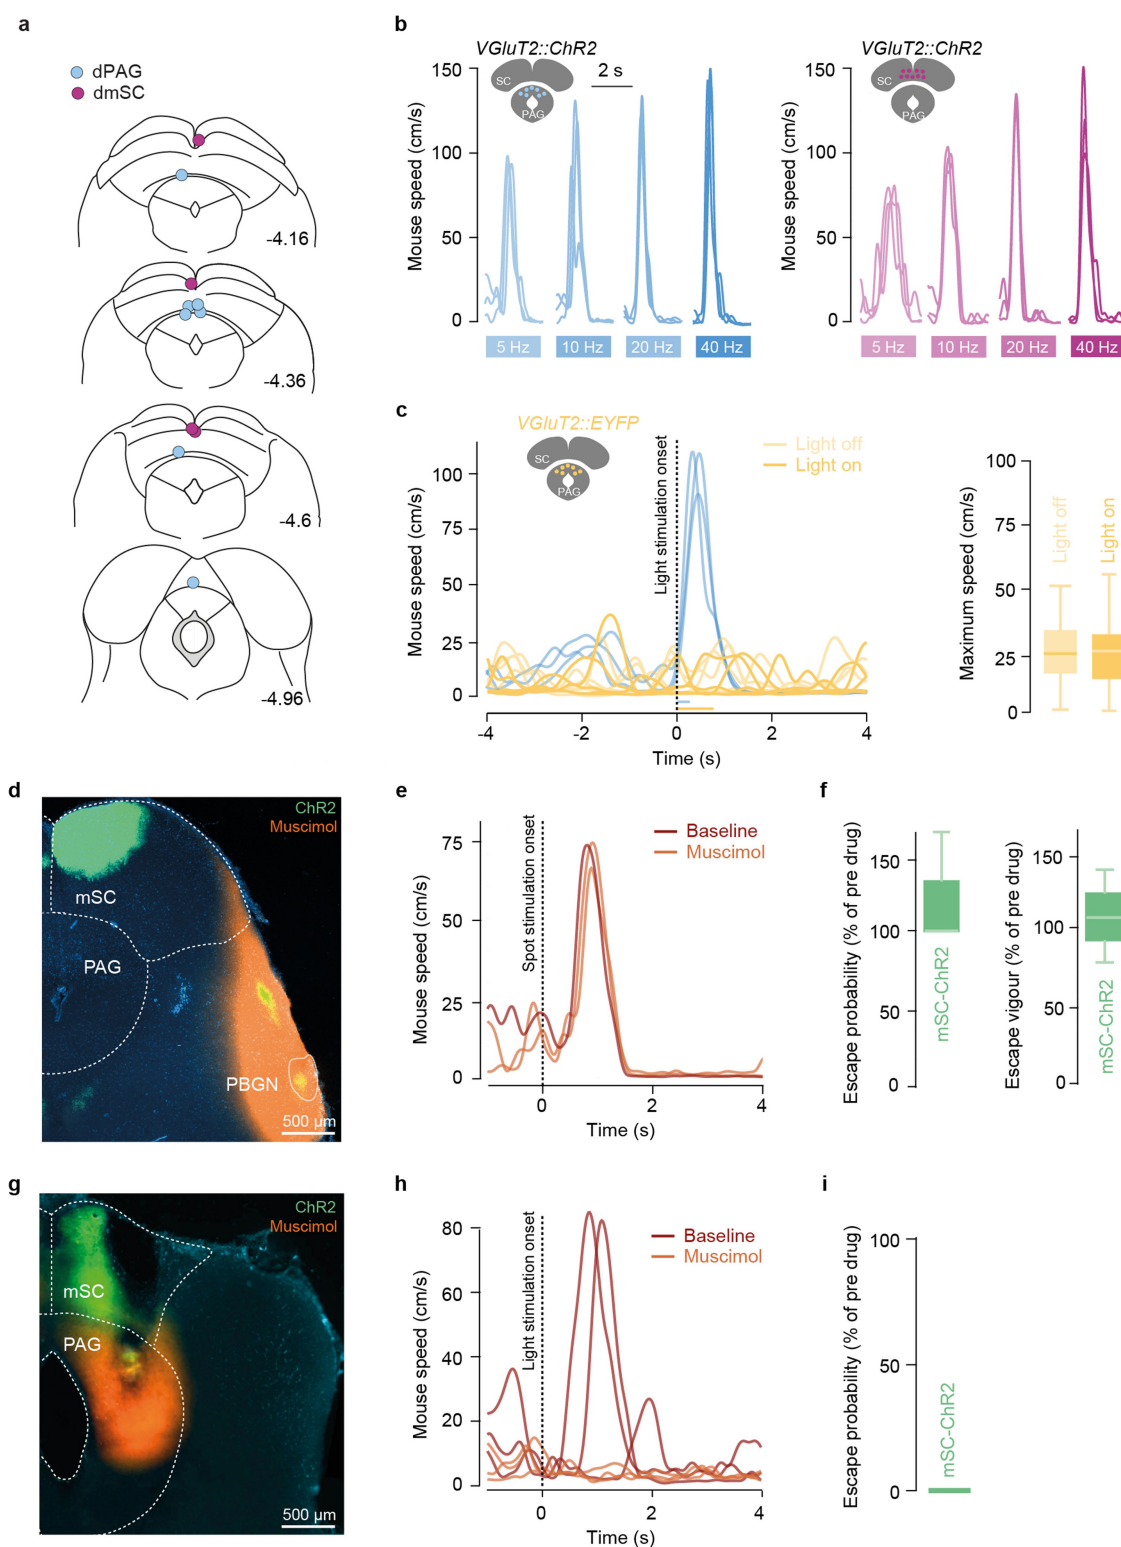 a
dPAG
dmSC
-4.16
-4.36
-4.6
-4.96
b
VGluT2::ChR2
SC
PAG
2 s
Mouse speed (cm/s)
150
100
50
0
5 Hz
10 Hz
20 Hz
40 Hz
VGluT2::ChR2
SC
PAG
Mouse speed (cm/s)
150
100
50
0
5 Hz
10 Hz
20 Hz
40 Hz
c
VGluT2::EYFP
SC
PAG
Light off
Light on
Light stimulation onset
Mouse speed (cm/s)
100
75
50
25
0
-4
-2
0
2
4
Time (s)
Maximum speed (cm/s)
100
75
50
25
0
Light off
Light on
d
ChR2
Muscimol
mSC
PAG
PBGN
500 µm
e
Baseline
Muscimol
Spot stimulation onset
Mouse speed (cm/s)
75
50
25
0
0
2
4
Time (s)
f
Escape probability (% of pre drug)
150
100
50
0
mSC-ChR2
Escape vigour (% of pre drug)
150
100
50
0
mSC-ChR2
g
ChR2
Muscimol
mSC
PAG
500 µm
h
Baseline
Muscimol
Light stimulation onset
Mouse speed (cm/s)
80
60
40
20
0
0
2
4
Time (s)
i
Escape probability (% of pre drug)
100
50
0
mSC-ChR2